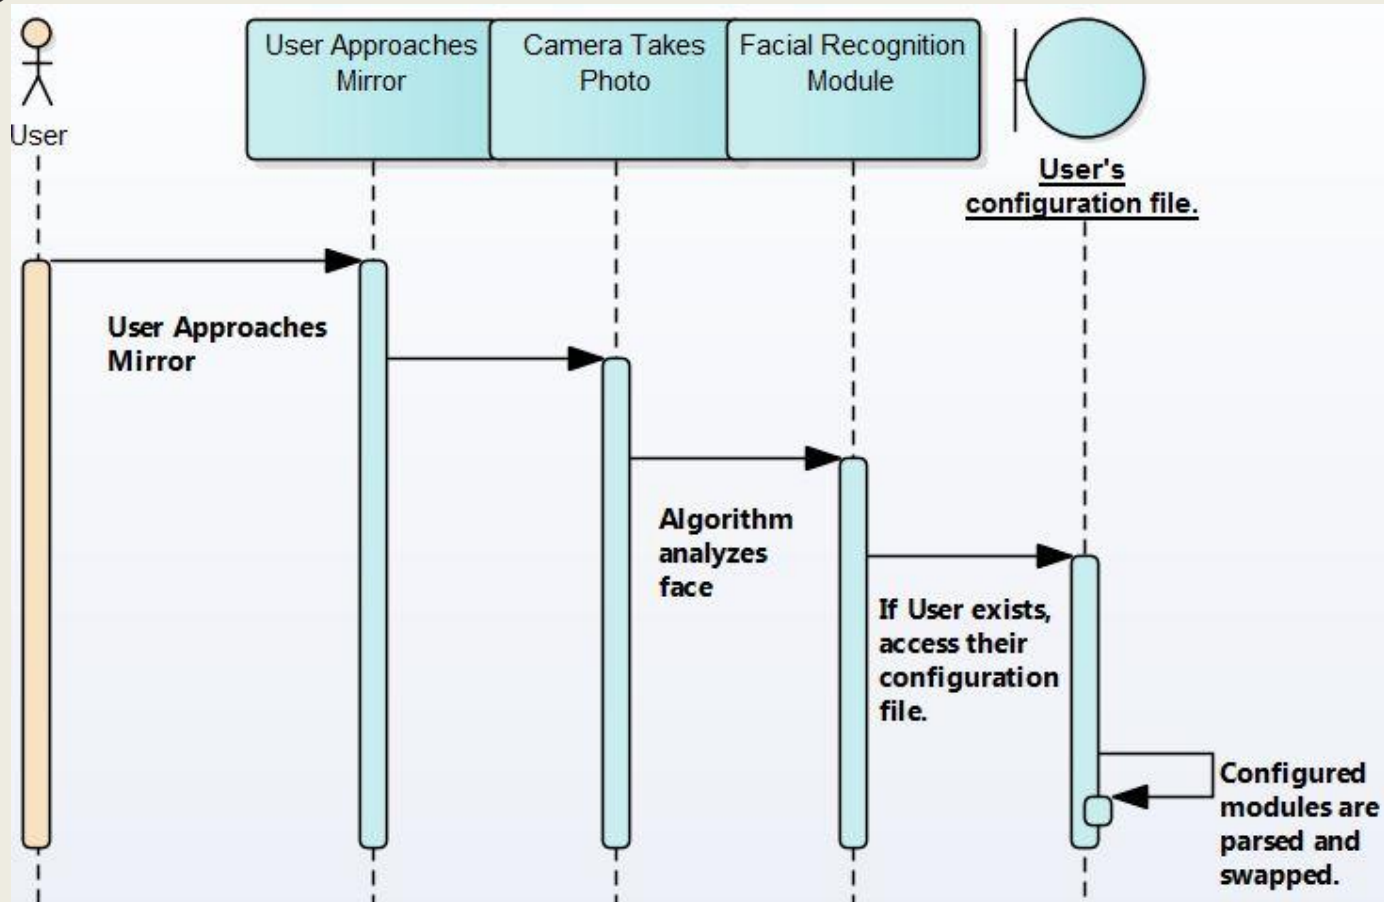 User Approaches
Mirror
Camera Takes
Photo
Facial Recognition
Module
User
User's
configuration file.
User Approaches
Mirror
Algorithm
analyzes
face
If User exists,
access their
configuration
file.
Configured
modules are
parsed and
swapped.